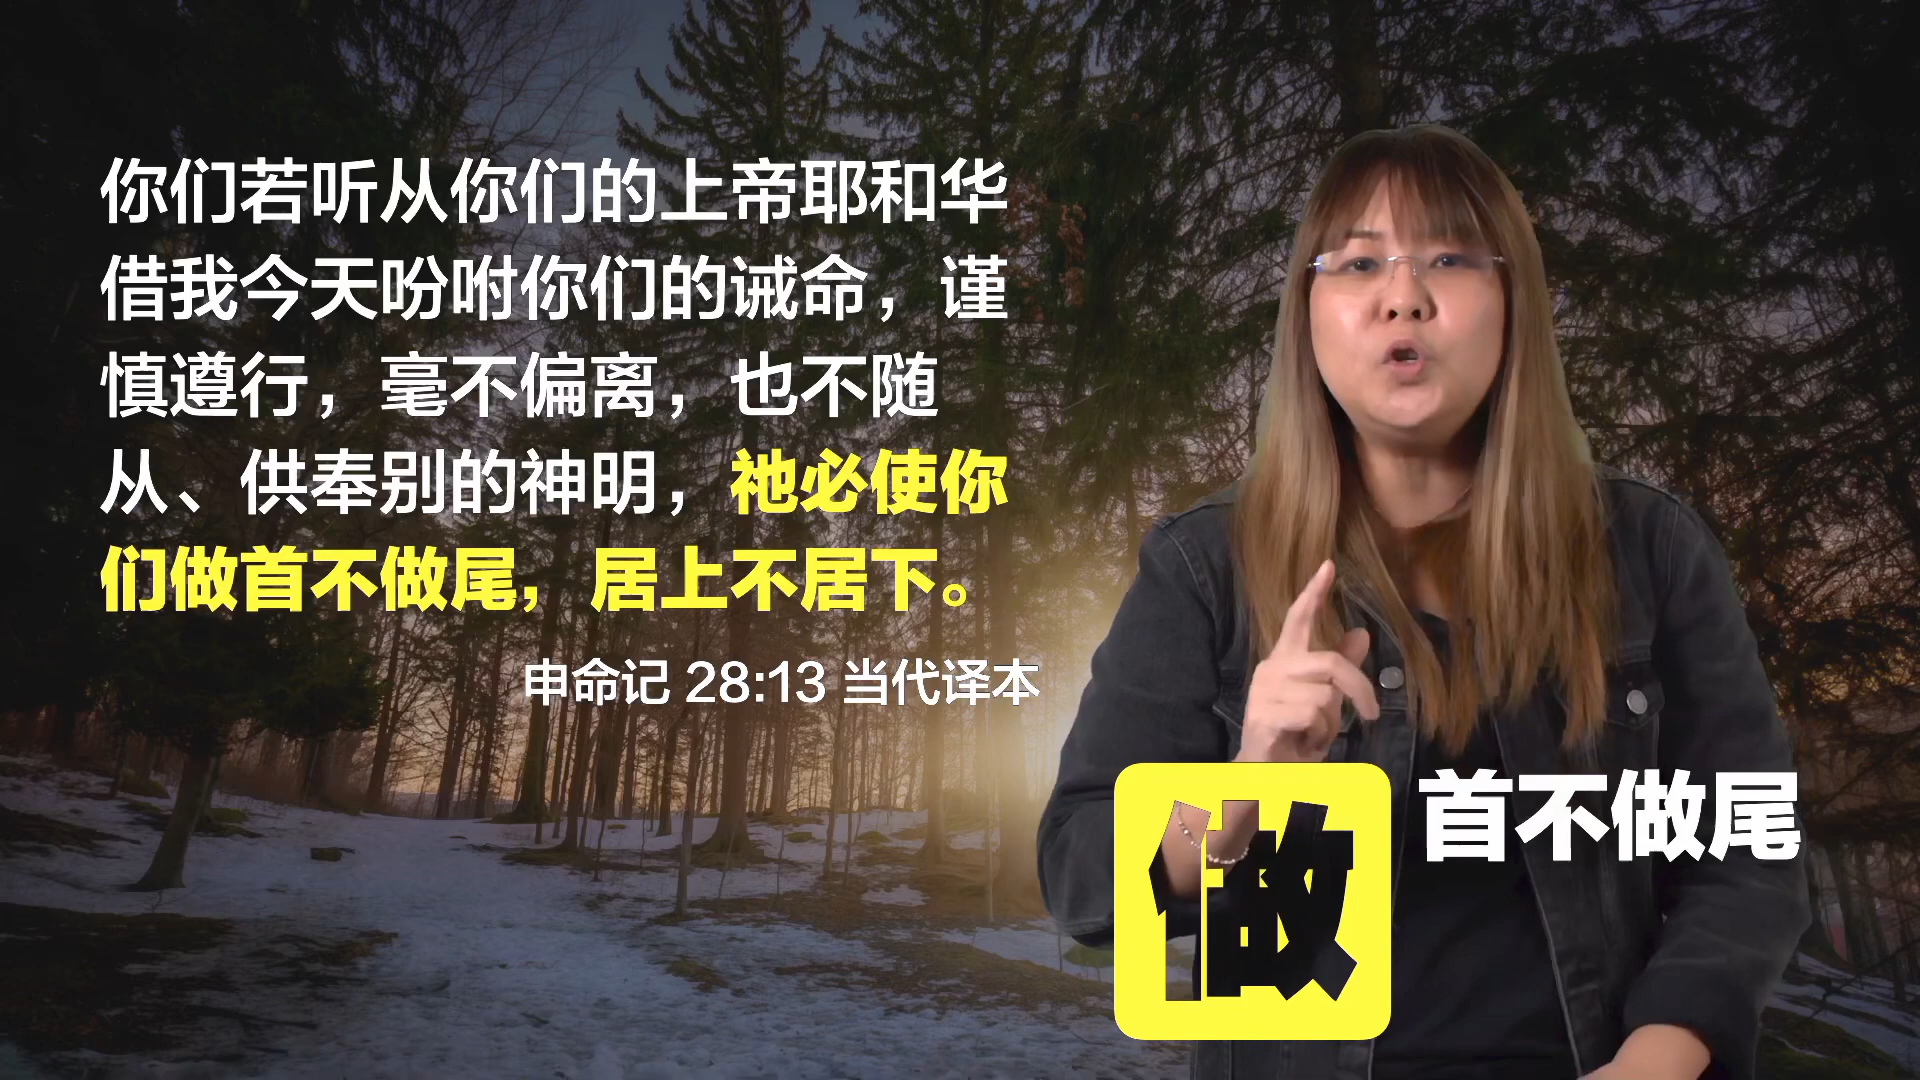 你们若听从你们的上帝耶和华
借我今天吩咐你们的诫命，谨
慎遵行，毫不偏离，也不随
从、供奉别的神明，祂必使你
们做首不做尾，居上不居下。
申命记 28:13 当代译本
做首不做尾